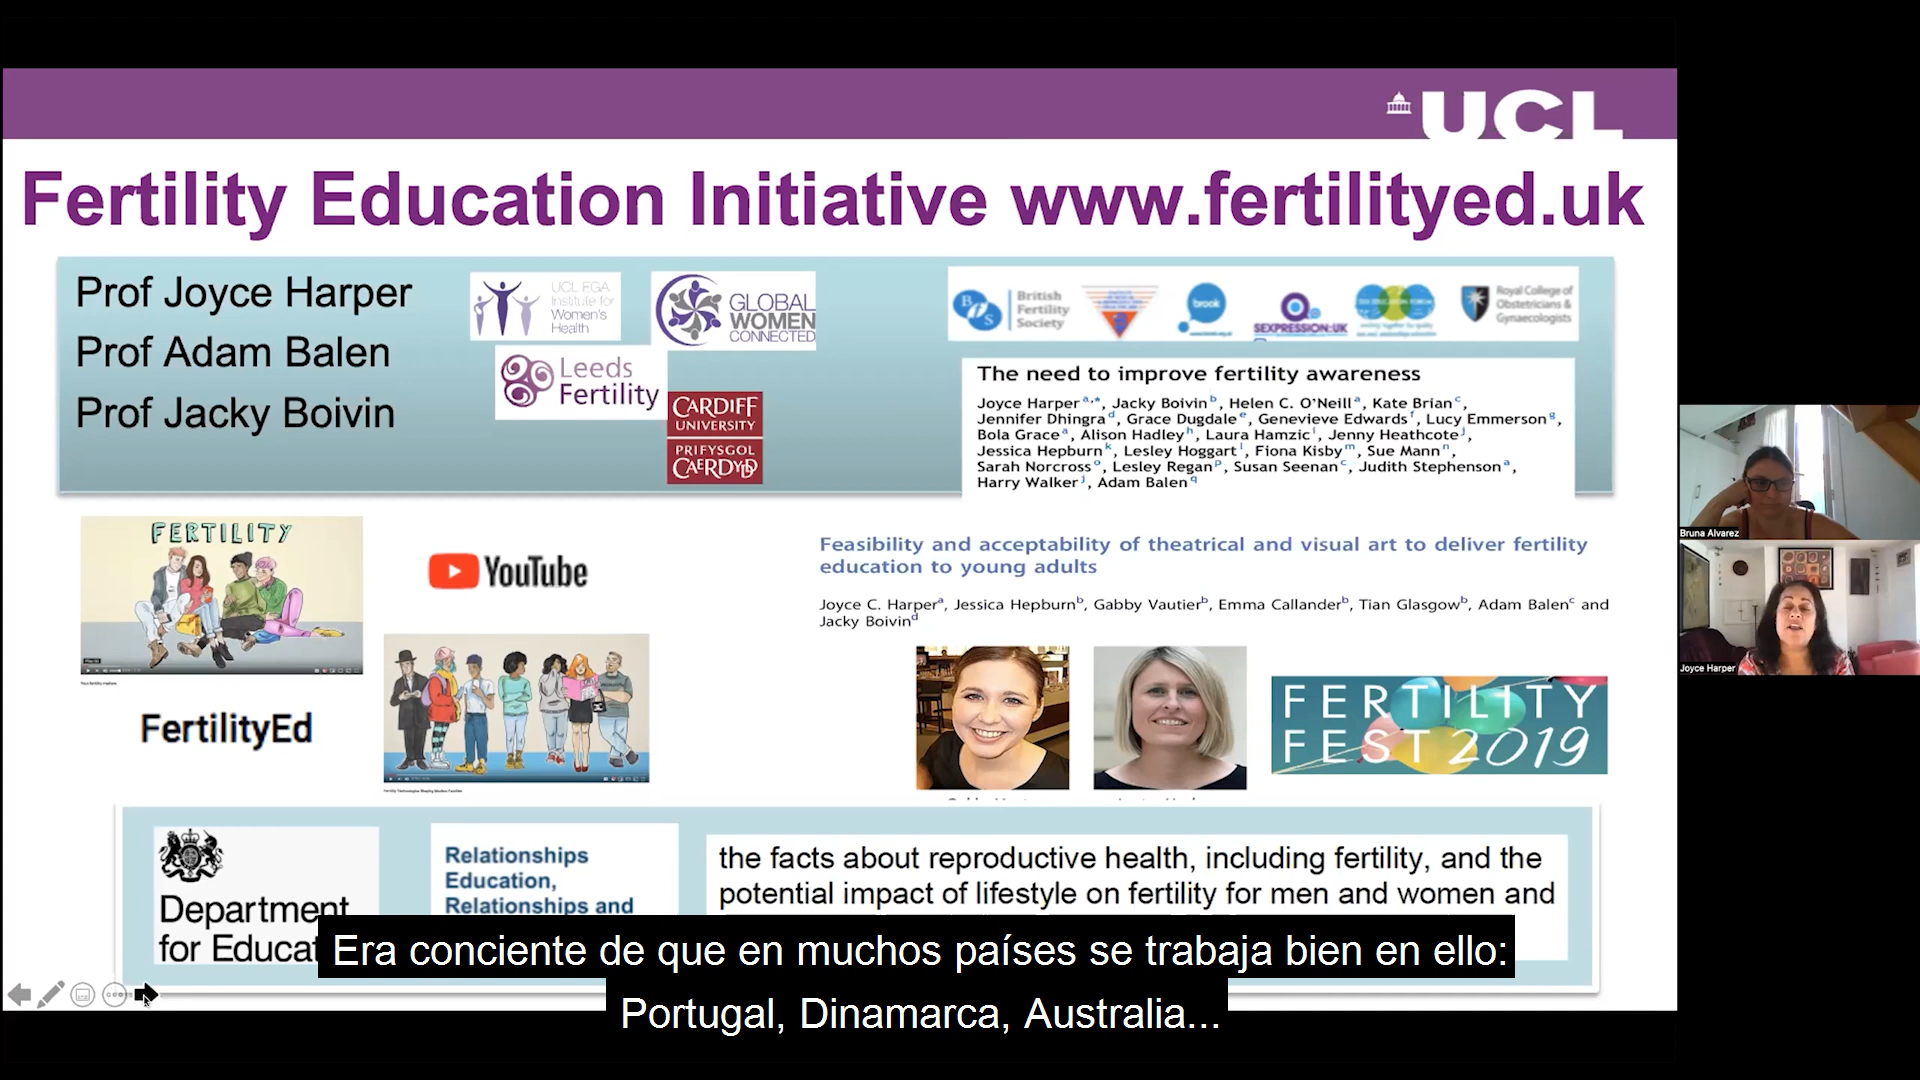 UCL
Fertility Education Initiative www.fertilityed.uk
Prof Joyce Harper
Prof Adam Balen
Prof Jacky Boivin
UCL EGA
Institute for
Women's
Health
GLOBAL
WOMEN
CONNECTED
Leeds
Fertility
CARDIFF
UNIVERSITY
PRIFYSGOL
CAERDYD
BFS
British
Fertility
Society
brook
SEXPRESSION:UK
Royal College of
Obstetricians &
Gynaecologists
The need to improve fertility awareness
Joyce Harper a,*, Jacky Boivin b, Helen C. O'Neill a, Kate Brian c,
Jennifer Dhingra d, Grace Dugdale e, Genevieve Edwards f, Lucy Emmerson g,
Bola Grace a, Alison Hadley h, Laura Hamzic i, Jenny Heathcote j,
Jessica Hepburn k, Lesley Hoggart l, Fiona Kisby m, Sue Mann n,
Sarah Norcross o, Lesley Regan p, Susan Seenan c, Judith Stephenson a,
Harry Walker j, Adam Balen q
FERTILITY
YouTube
FertilityEd
Feasibility and acceptability of theatrical and visual art to deliver fertility
education to young adults
Joyce C. Harper a, Jessica Hepburn b, Gabby Vautier b, Emma Callander b, Tian Glasgow b, Adam Balen c and
Jacky Boivin d
FERTILITY
FEST 2019
Department
for Educat
Relationships
Education,
Relationships and
the facts about reproductive health, including fertility, and the
potential impact of lifestyle on fertility for men and women and
Era conciente de que en muchos países se trabaja bien en ello:
Portugal, Dinamarca, Australia...
Bruna Alvarez
Joyce Harper